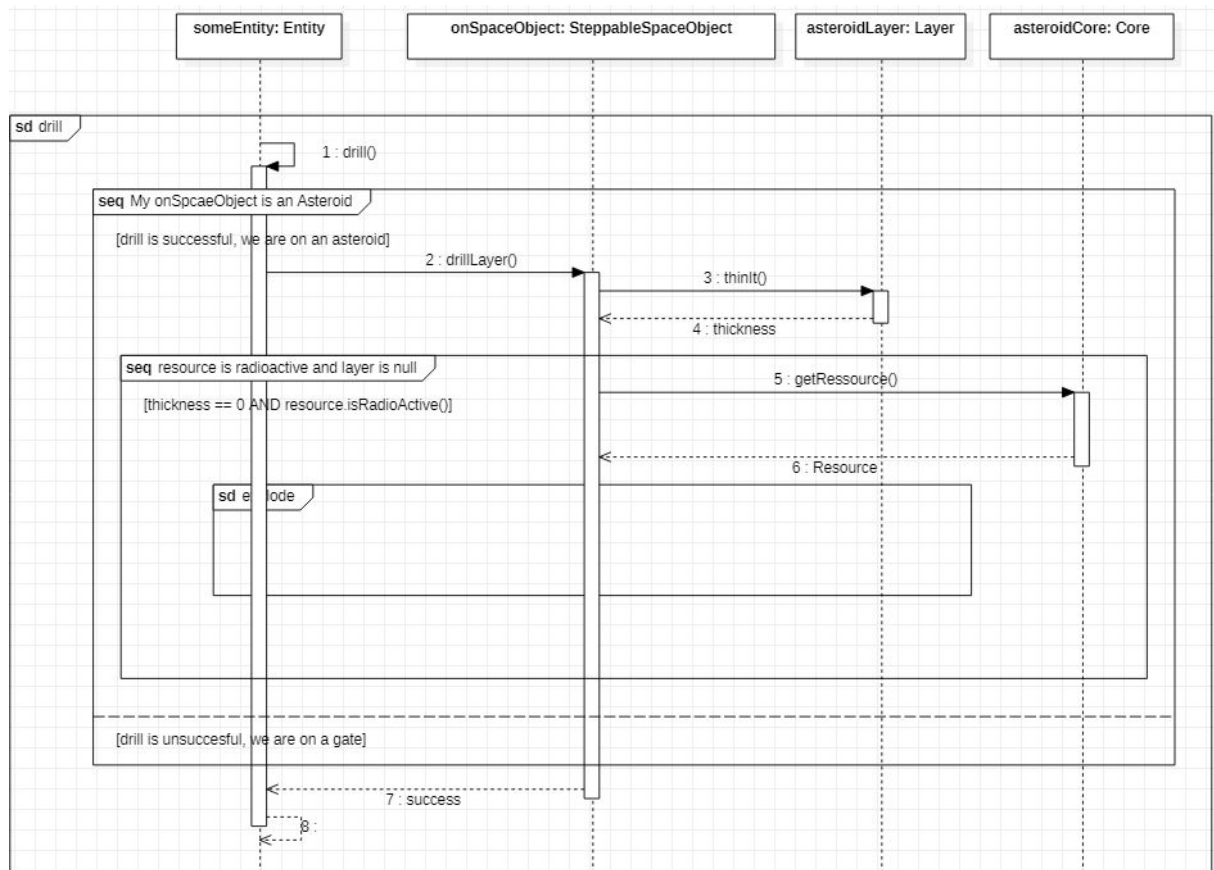 someEntity: Entity
onSpaceObject: SteppableSpaceObject
asteroidLayer: Layer
asteroidCore: Core
sd drill
1 : drill()
seq My onSpcaeObject is an Asteroid
[drill is successful, we are on an asteroid]
2 : drillLayer()
3 : thinIt()
4 : thickness
seq resource is radioactive and layer is null
5 : getRessource()
[thickness == 0 AND resource.isRadioActive()]
6 : Resource
sd
[drill is unsuccesful, we are on a gate]
7 : success
8 :